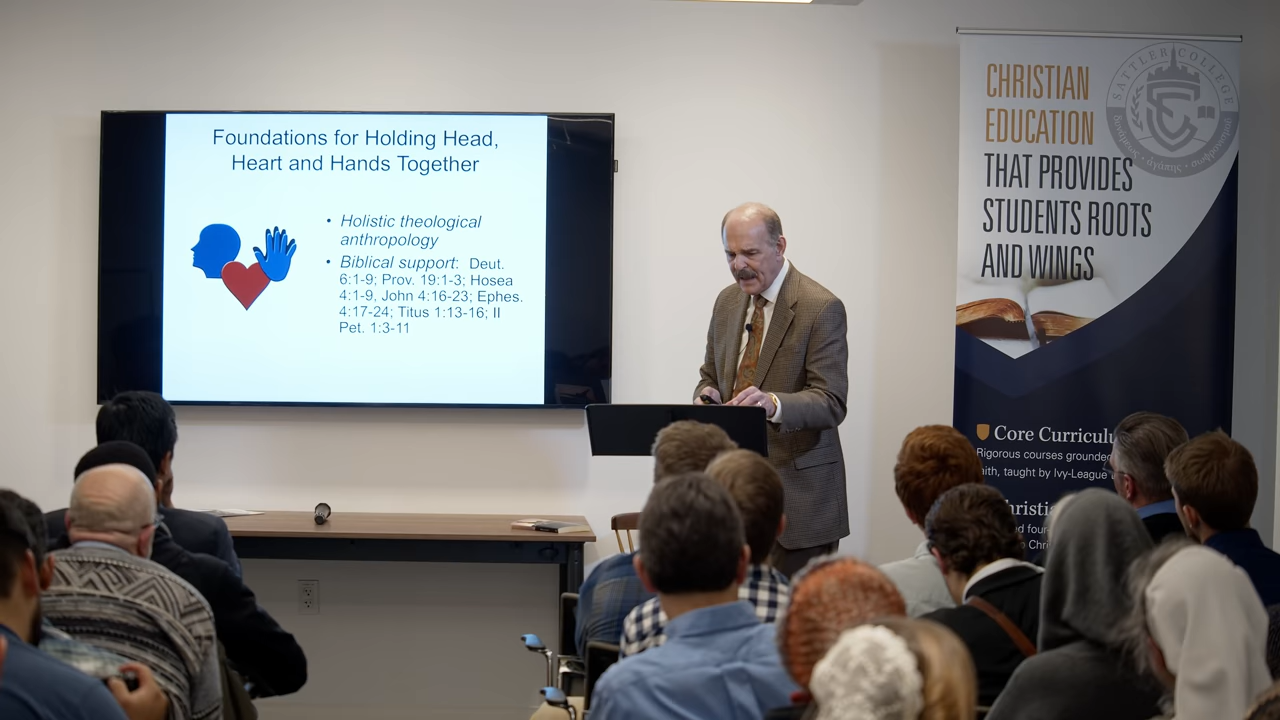 Foundations for Holding Head,
Heart and Hands Together
• Holistic theological
anthropology
• Biblical support: Deut.
6:1-9; Prov. 19:1-3; Hosea
4:1-9, John 4:16-23; Ephes.
4:17-24; Titus 1:13-16; II
Pet. 1:3-11
SATTLER COLLEGE
δυνάμεως • ἀγάπης • σωφρονισμοῦ
CHRISTIAN
EDUCATION
THAT PROVIDES
STUDENTS ROOTS
AND WINGS
Core
Rigorous courses
taught by Ivy-League